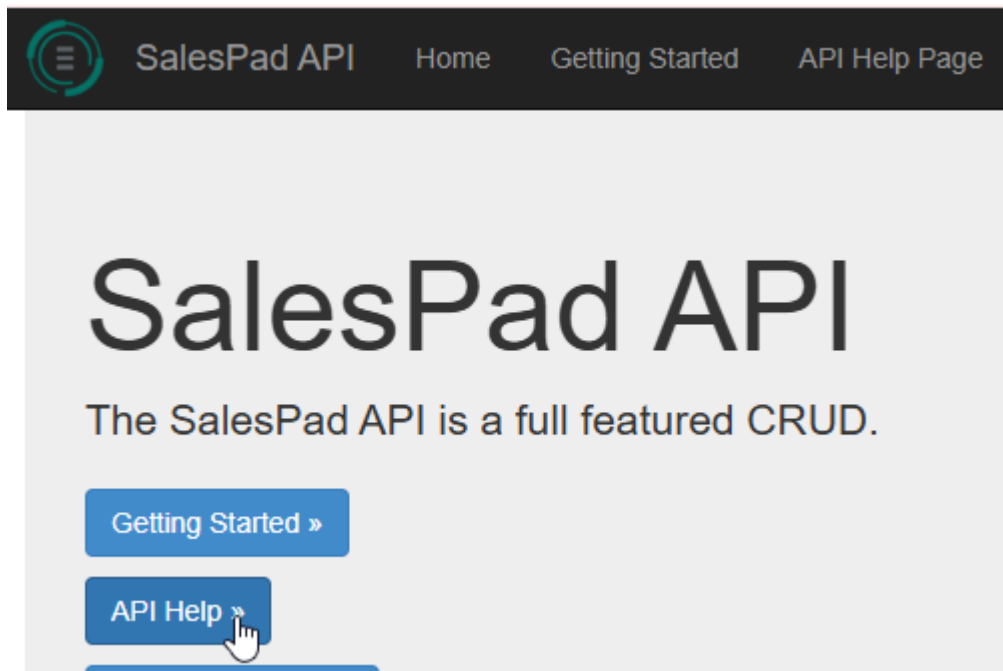 SalesPad API Home Getting Started API Help Page
SalesPad API
The SalesPad API is a full featured CRUD.
Getting Started »
API Help »